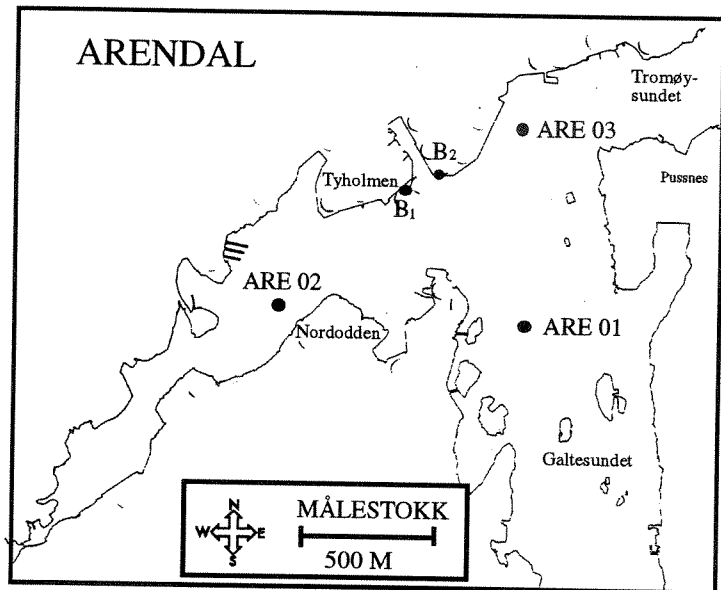 ARENDAL
Tromøy-
sundet
ARE 03
B2
Tyholmen
Pussnes
B1
ARE 02
Nordodden
ARE 01
Galtesundet
N
W E
S
MÅLESTOKK
500 M